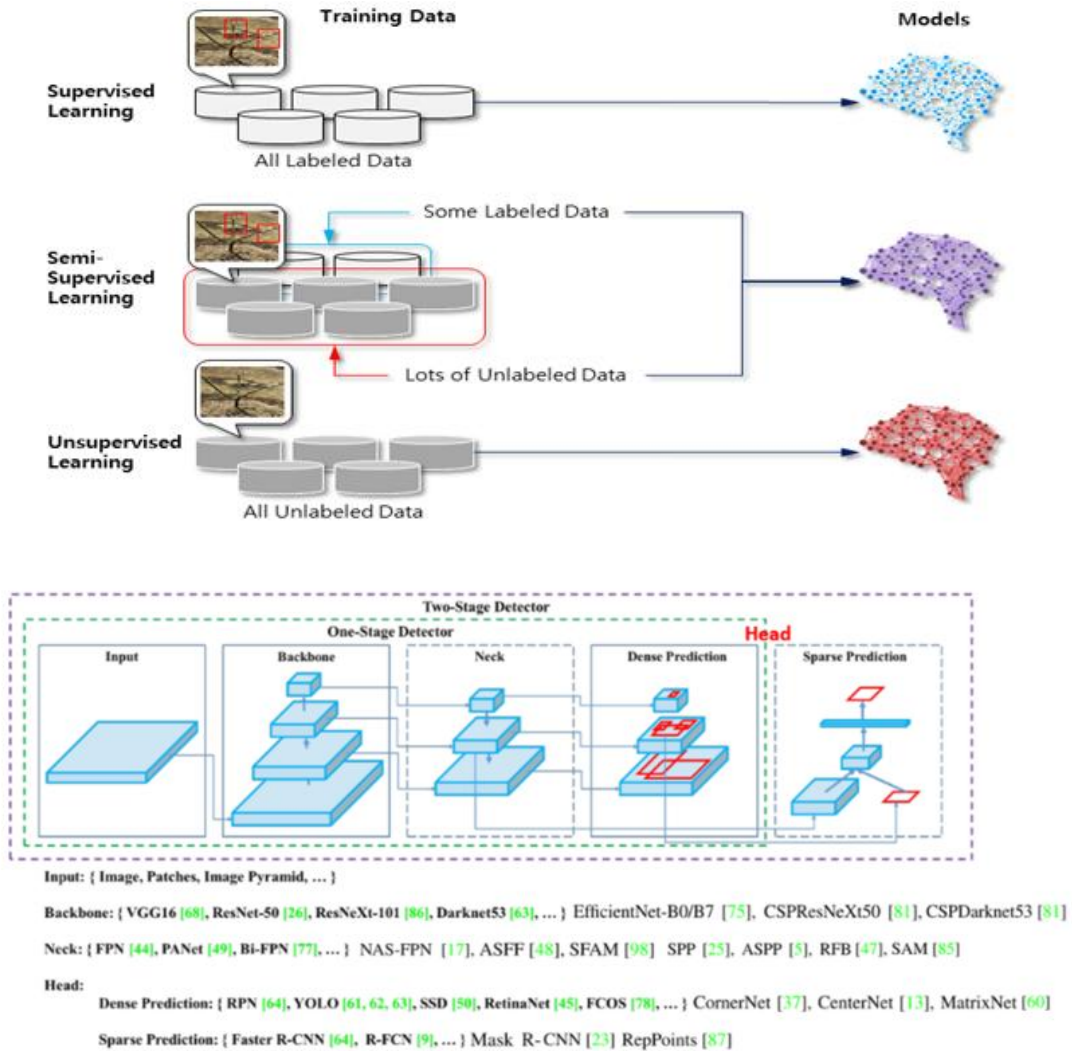 Training Data
Models
Supervised
Learning
All Labeled Data
Some Labeled Data
Semi-
Supervised
Learning
Lots of Unlabeled Data
Unsupervised
Learning
All Unlabeled Data
Two-Stage Detector
One-Stage Detector
Head
Input
Backbone
Neck
Dense Prediction
Sparse Prediction
Input: { Image, Patches, Image Pyramid, ... }
Backbone: { VGG16 [68], ResNet-50 [26], ResNeXt-101 [86], Darknet53 [63], ... } EfficientNet-B0/B7 [75], CSPResNeXt50 [81], CSPDarknet53 [81]
Neck: { FPN [44], PANet [49], Bi-FPN [77], ... } NAS-FPN [17], ASFF [48], SFAM [98] SPP [25], ASPP [5], RFB [47], SAM [85]
Head:
Dense Prediction: { RPN [64], YOLO [61, 62, 63], SSD [50], RetinaNet [45], FCOS [78], ... } CornerNet [37], CenterNet [13], MatrixNet [60]
Sparse Prediction: { Faster R-CNN [64], R-FCN [9], ... } Mask R-CNN [23] RepPoints [87]